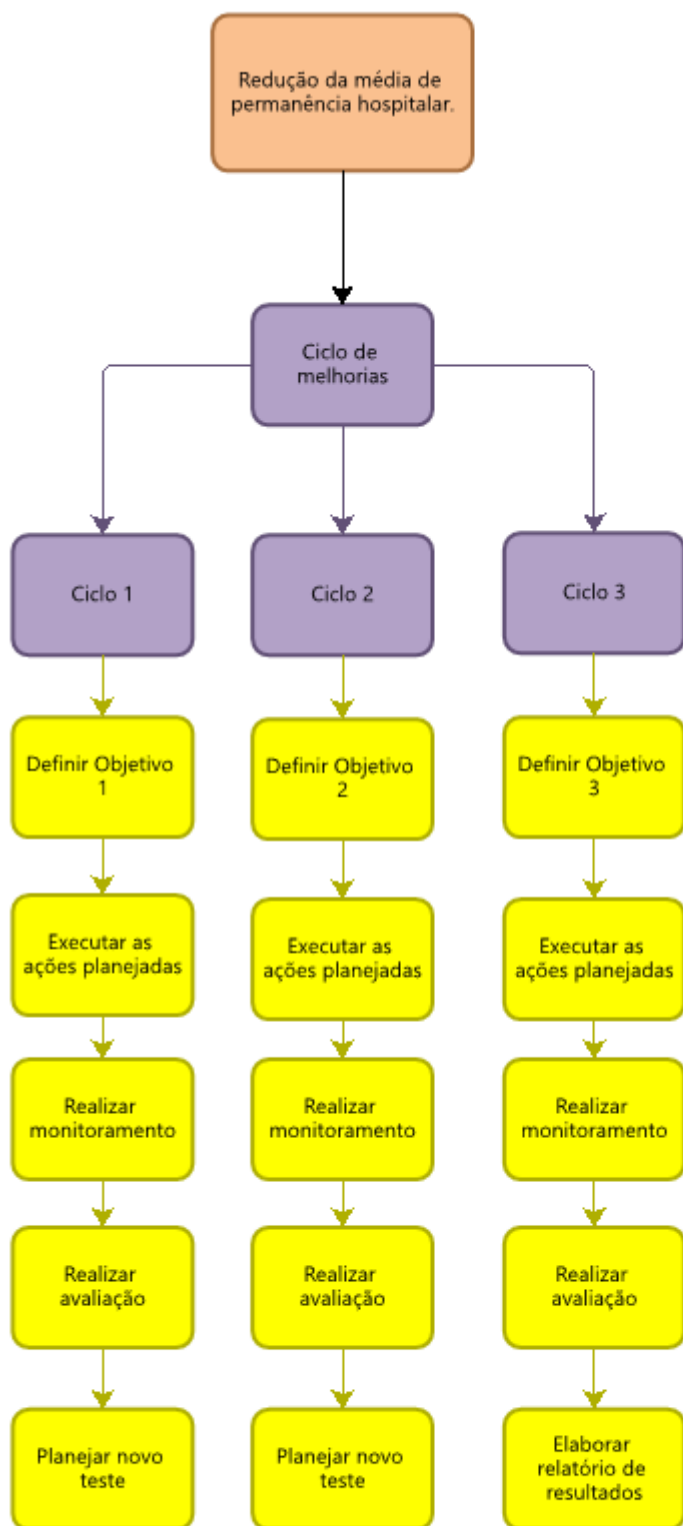 Redução da média de
permanência hospitalar.
Ciclo de
melhorias
Ciclo 1
Ciclo 2
Ciclo 3
Definir Objetivo
1
Definir Objetivo
2
Definir Objetivo
3
Executar as
ações planejadas
Executar as
ações planejadas
Executar as
ações planejadas
Realizar
monitoramento
Realizar
monitoramento
Realizar
monitoramento
Realizar
avaliação
Realizar
avaliação
Realizar
avaliação
Planejar novo
teste
Planejar novo
teste
Elaborar
relatório de
resultados